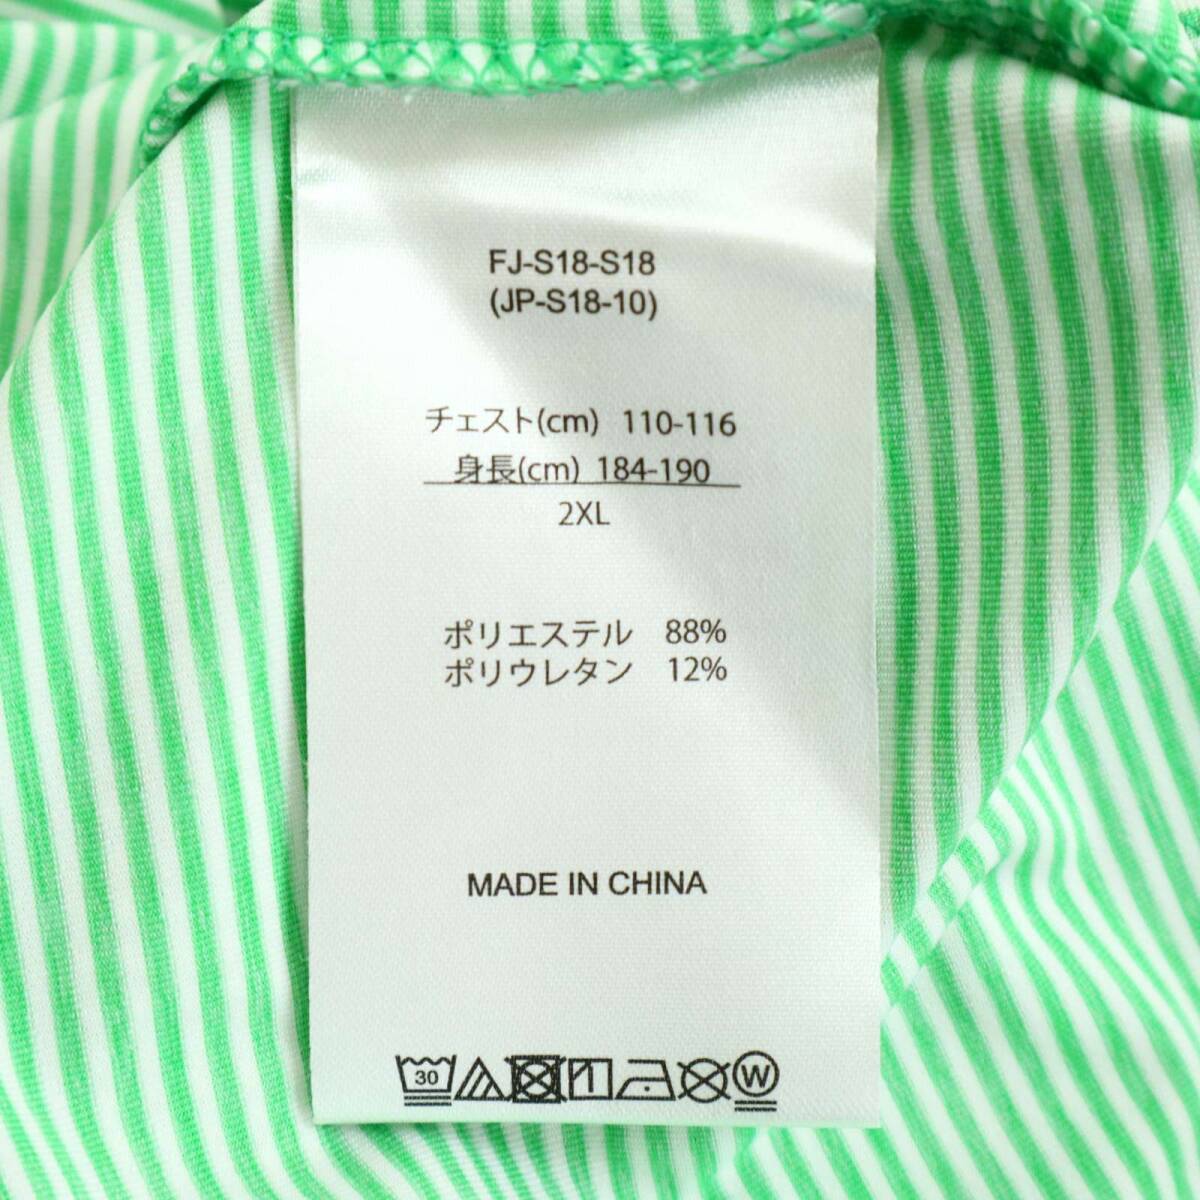 FJ-S18-S18
(JP-S18-10)
チェスト(cm) 110-116
身長(cm) 184-190
2XL
ポリエステル 88%
ポリウレタン 12%
MADE IN CHINA
30 W